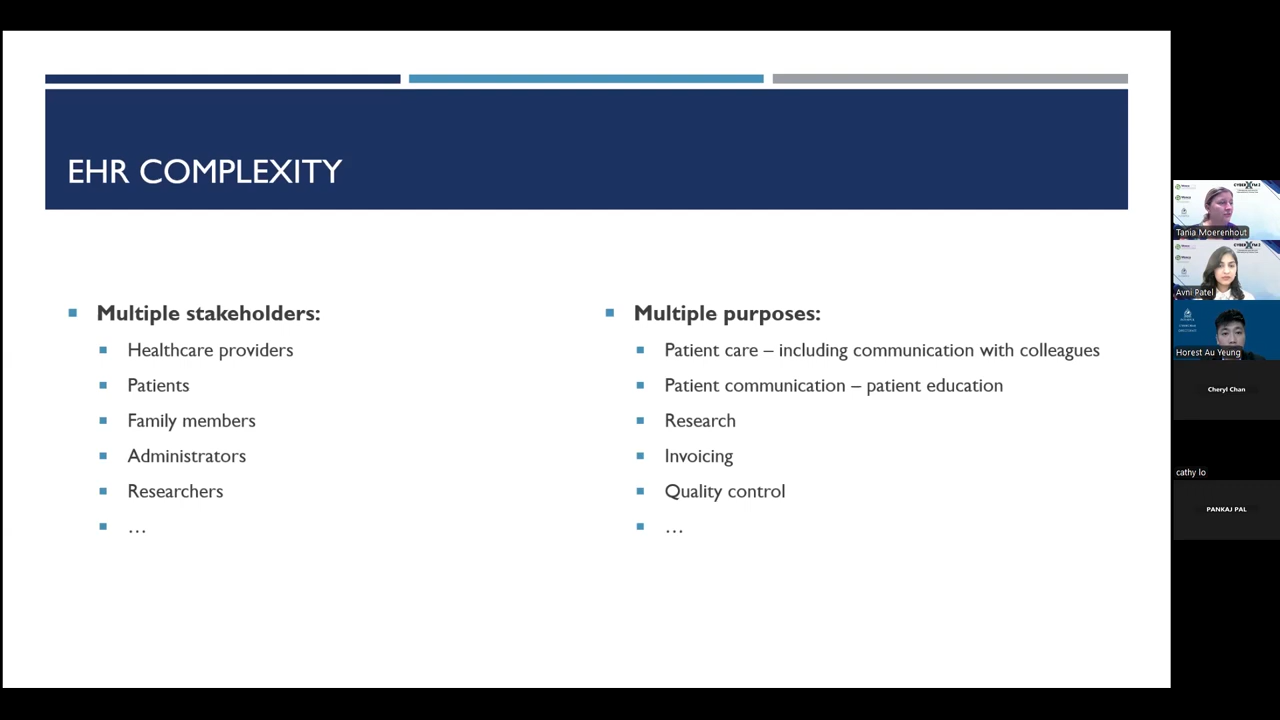 EHR COMPLEXITY
Multiple stakeholders:
Healthcare providers
Patients
Family members
Administrators
Researchers
…
Multiple purposes:
Patient care – including communication with colleagues
Patient communication – patient education
Research
Invoicing
Quality control
…
Tania Moerenhout
Avni Patel
Horest Au Yeung
Cheryl Chan
cathy lo
PANKAJ PAL